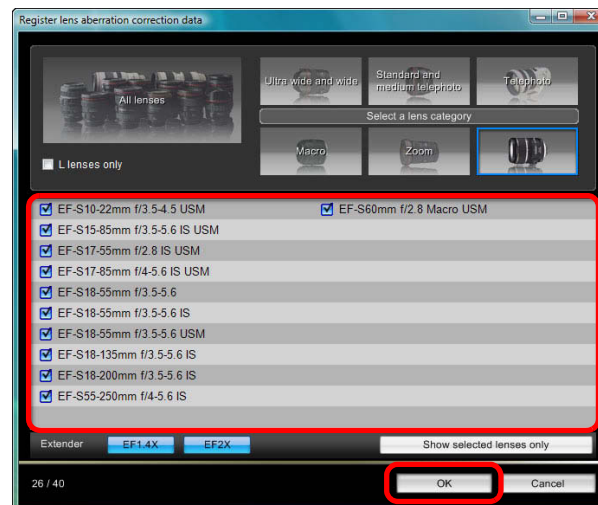 Register lens aberration correction data
All lenses
L lenses only
Ultra wide and wide
Standard and
medium telephoto
Telephoto
Select a lens category
Macro
Zoom
EF-S10-22mm f/3.5-4.5 USM
EF-S60mm f/2.8 Macro USM
EF-S15-85mm f/3.5-5.6 IS USM
EF-S17-55mm f/2.8 IS USM
EF-S17-85mm f/4-5.6 IS USM
EF-S18-55mm f/3.5-5.6
EF-S18-55mm f/3.5-5.6 IS
EF-S18-55mm f/3.5-5.6 USM
EF-S18-135mm f/3.5-5.6 IS
EF-S18-200mm f/3.5-5.6 IS
EF-S55-250mm f/4-5.6 IS
Extender
EF1.4X
EF2X
Show selected lenses only
26 / 40
OK
Cancel